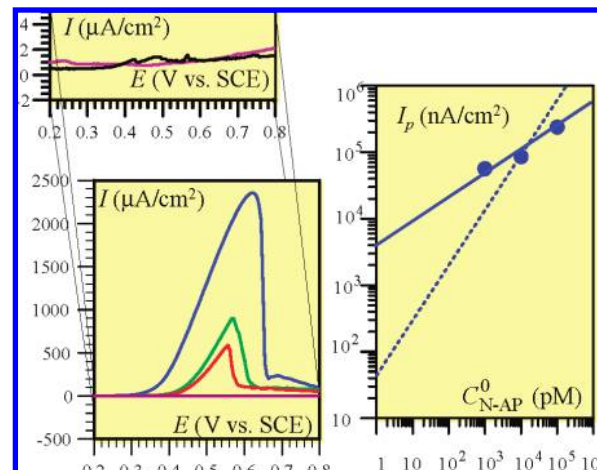 I (μA/cm²)
4
2
0
-2
E (V vs. SCE)
0.2 0.3 0.4 0.5 0.6 0.7 0.8
2500
I (μA/cm²)
2000
1500
1000
500
0
-500
E (V vs. SCE)
0.2 0.3 0.4 0.5 0.6 0.7 0.8
10⁶
I_p (nA/cm²)
10⁵
10⁴
10³
10²
10
C⁰_N-AP (pM)
1 10 10² 10³ 10⁴ 10⁵ 10⁶